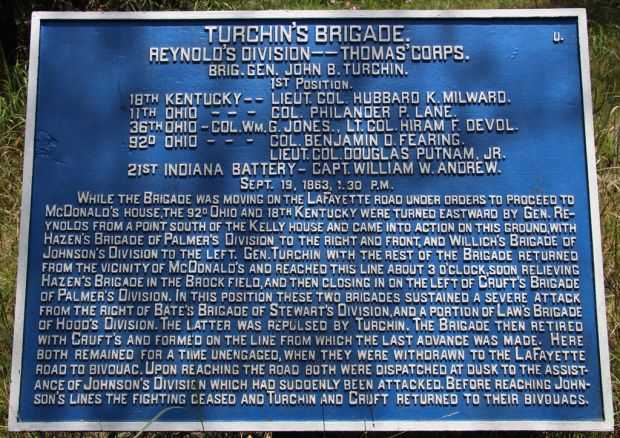 TURCHIN'S BRIGADE. U.
REYNOLD'S DIVISION -- THOMAS' CORPS.
BRIG. GEN. JOHN B. TURCHIN.
1ST POSITION.
18TH KENTUCKY -- LIEUT. COL. HUBBARD K. MILWARD.
11TH OHIO - - - COL. PHILANDER P. LANE.
36TH OHIO - COL. WM. G. JONES., LT. COL. HIRAM F. DEVOL.
92D OHIO - - - COL. BENJAMIN D. FEARING.
LIEUT. COL. DOUGLAS PUTNAM, JR.
21ST INDIANA BATTERY - CAPT. WILLIAM W. ANDREW.
SEPT. 19, 1863, 1.30 P.M.
WHILE THE BRIGADE WAS MOVING ON THE LAFAYETTE ROAD UNDER ORDERS TO PROCEED TO
MCDONALD'S HOUSE, THE 92D OHIO AND 18TH KENTUCKY WERE TURNED EASTWARD BY GEN. RE-
YNOLDS FROM A POINT SOUTH OF THE KELLY HOUSE AND CAME INTO ACTION ON THIS GROUND, WITH
HAZEN'S BRIGADE OF PALMER'S DIVISION TO THE RIGHT AND FRONT, AND WILLICH'S BRIGADE OF
JOHNSON'S DIVISION TO THE LEFT. GEN. TURCHIN WITH THE REST OF THE BRIGADE RETURNED
FROM THE VICINITY OF MCDONALD'S AND REACHED THIS LINE ABOUT 3 O'CLOCK, SOON RELIEVING
HAZEN'S BRIGADE IN THE BROCK FIELD, AND THEN CLOSING IN ON THE LEFT OF CRUFT'S BRIGADE
OF PALMER'S DIVISION. IN THIS POSITION THESE TWO BRIGADES SUSTAINED A SEVERE ATTACK
FROM THE RIGHT OF BATE'S BRIGADE OF STEWART'S DIVISION, AND A PORTION OF LAW'S BRIGADE
OF HOOD'S DIVISION. THE LATTER WAS REPULSED BY TURCHIN. THE BRIGADE THEN RETIRED
WITH CRUFT'S AND FORMED ON THE LINE FROM WHICH THE LAST ADVANCE WAS MADE. HERE
BOTH REMAINED FOR A TIME UNENGAGED, WHEN THEY WERE WITHDRAWN TO THE LAFAYETTE
ROAD TO BIVOUAC. UPON REACHING THE ROAD BOTH WERE DISPATCHED AT DUSK TO THE ASSIST-
ANCE OF JOHNSON'S DIVISION WHICH HAD SUDDENLY BEEN ATTACKED. BEFORE REACHING JOHN-
SON'S LINES THE FIGHTING CEASED AND TURCHIN AND CRUFT RETURNED TO THEIR BIVOUACS.